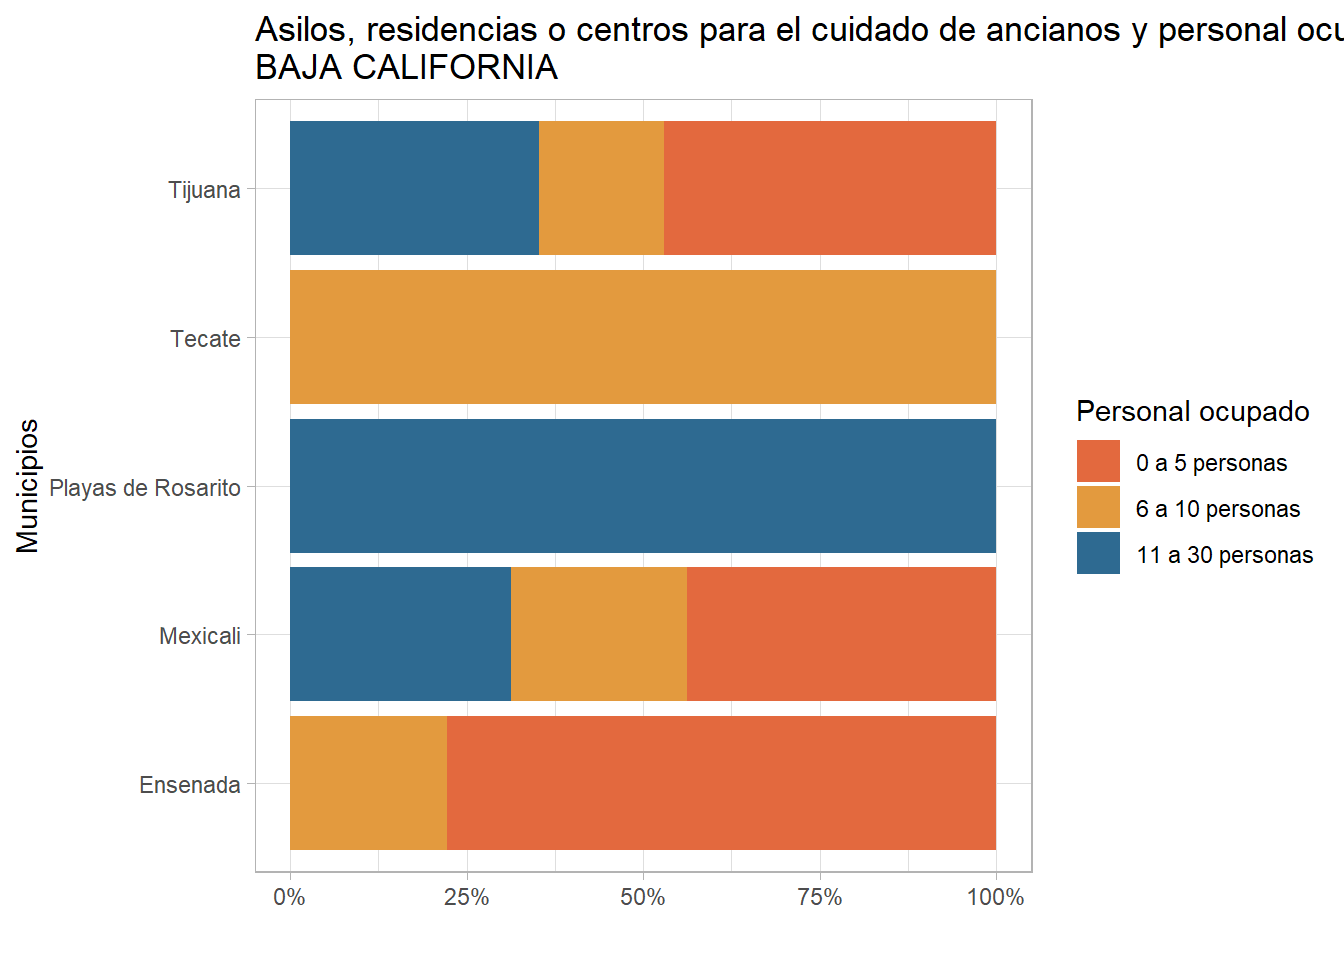 Asilos, residencias o centros para el cuidado de ancianos y personal
BAJA CALIFORNIA
Tijuana
Tecate
Playas de Rosarito
Mexicali
Ensenada
Municipios
0% 25% 50% 75% 100%
Personal ocupado
0 a 5 personas
6 a 10 personas
11 a 30 personas